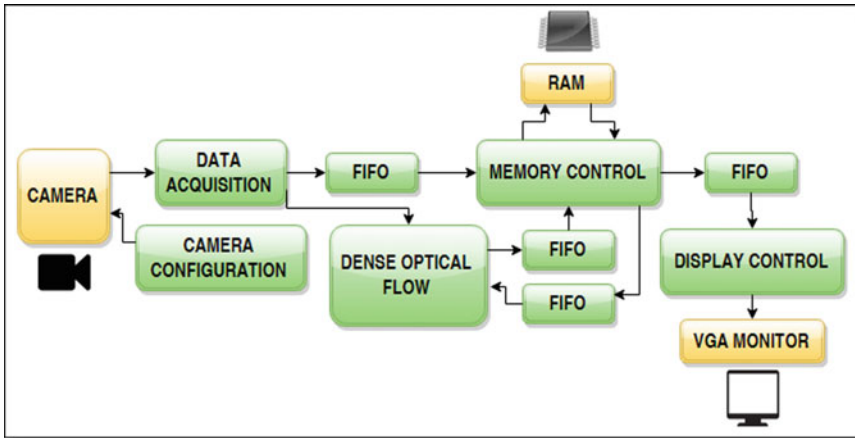 RAM
CAMERA
DATA
ACQUISITION
FIFO
MEMORY CONTROL
FIFO
CAMERA
CONFIGURATION
DENSE OPTICAL
FLOW
FIFO
FIFO
DISPLAY CONTROL
VGA MONITOR